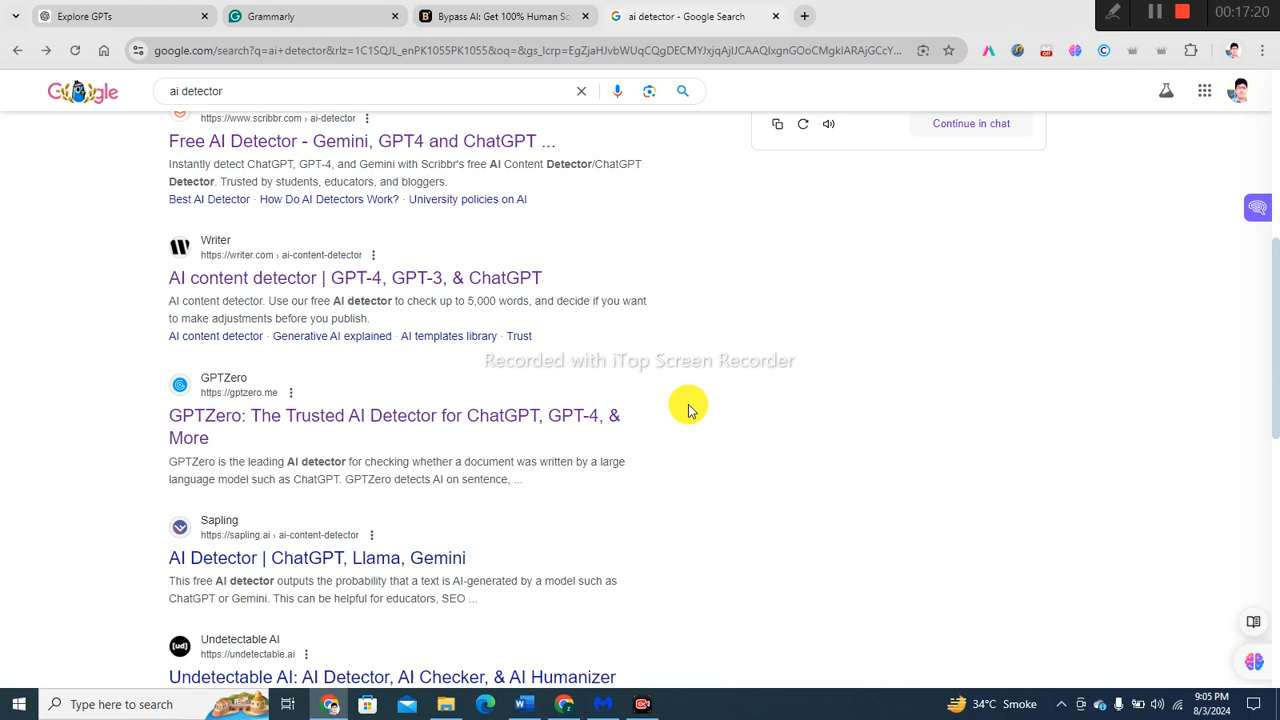 Explore GPTs
Grammarly
Bypass AI: Get 100% Human Sc
ai detector - Google Search
00:17:20
google.com/search?q=ai+detector&rlz=1C1SQJL_enPK1055PK1055&oq=&gs_lcrp=EgZjaHJvbWUqCQgDECMYJxjqAjIJCAAQIxgnGOoCMgkIARAjGCcY...
Google
ai detector
https://www.scribbr.com › ai-detector
Free AI Detector - Gemini, GPT4 and ChatGPT ...
Continue in chat
Instantly detect ChatGPT, GPT-4, and Gemini with Scribbr's free AI Content Detector/ChatGPT
Detector. Trusted by students, educators, and bloggers.
Best AI Detector · How Do AI Detectors Work? · University policies on AI
Writer
https://writer.com › ai-content-detector
AI content detector | GPT-4, GPT-3, & ChatGPT
AI content detector. Use our free AI detector to check up to 5,000 words, and decide if you want
to make adjustments before you publish.
AI content detector · Generative AI explained · AI templates library · Trust
Recorded with iTop Screen Recorder
GPTZero
https://gptzero.me
GPTZero: The Trusted AI Detector for ChatGPT, GPT-4, &
More
GPTZero is the leading AI detector for checking whether a document was written by a large
language model such as ChatGPT. GPTZero detects AI on sentence, ...
Sapling
https://sapling.ai › ai-content-detector
AI Detector | ChatGPT, Llama, Gemini
This free AI detector outputs the probability that a text is AI-generated by a model such as
ChatGPT or Gemini. This can be helpful for educators, SEO ...
[ud]
Undetectable AI
https://undetectable.ai
Undetectable AI: AI Detector, AI Checker, & AI Humanizer
Type here to search
34°C Smoke
9:05 PM
8/3/2024